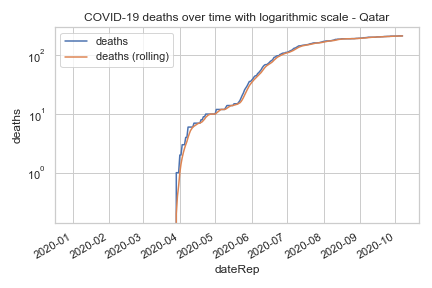 COVID-19 deaths over time with logarithmic scale - Qatar
deaths
deaths (rolling)
10²
10¹
10⁰
deaths
2020-01
2020-02
2020-03
2020-04
2020-05
2020-06
2020-07
2020-08
2020-09
2020-10
dateRep